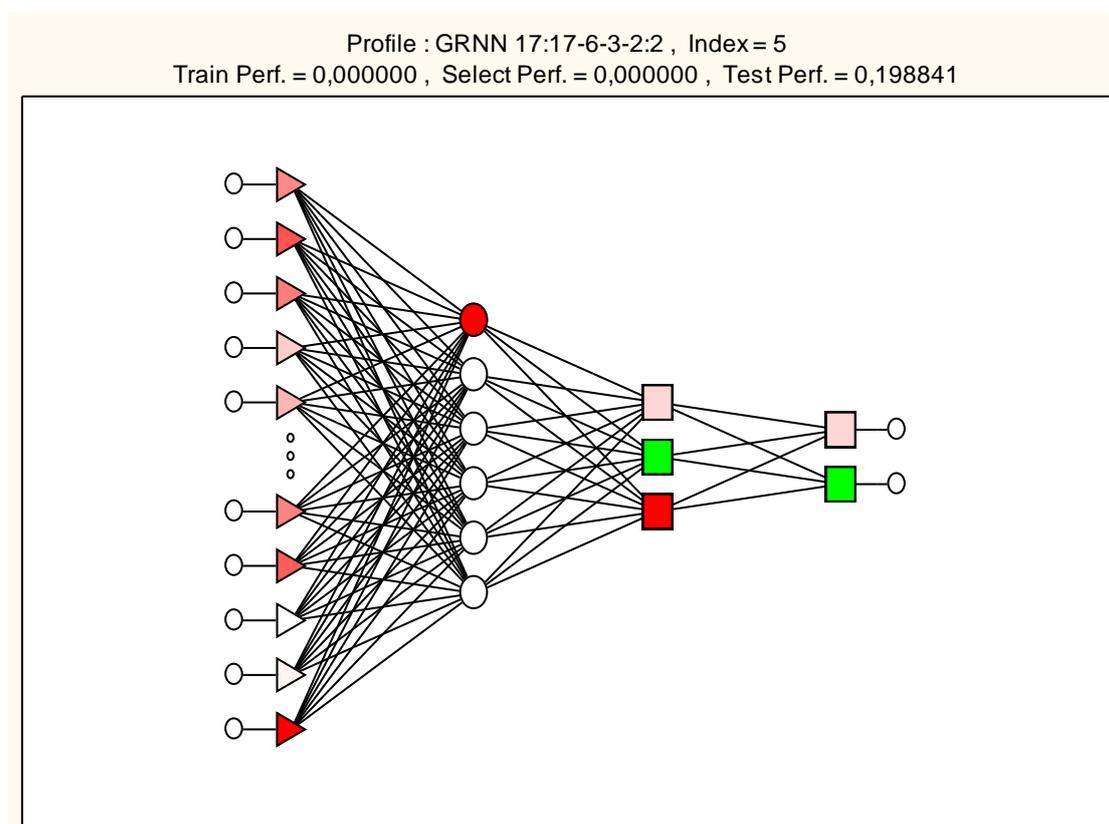 Profile : GRNN 17:17-6-3-2:2 , Index = 5
Train Perf. = 0,000000 , Select Perf. = 0,000000 , Test Perf. = 0,198841